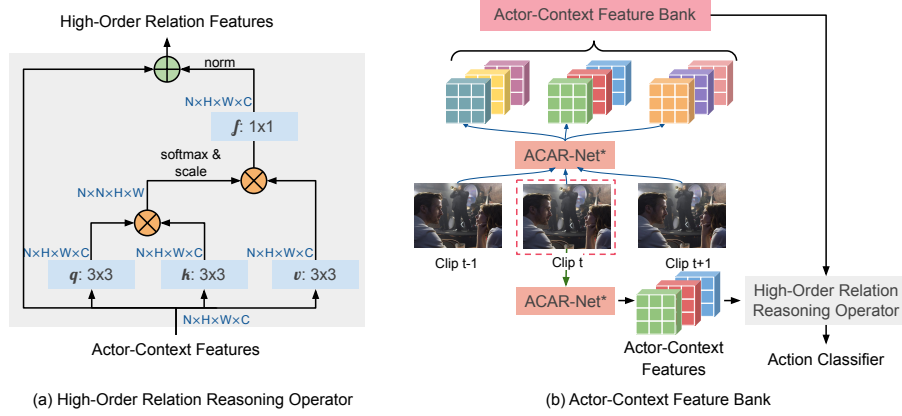 High-Order Relation Features
norm
N×H×W×C
f: 1x1
softmax &
scale
N×N×H×W
N×H×W×C
N×H×W×C
N×H×W×C
q: 3x3
k: 3x3
v: 3x3
N×H×W×C
Actor-Context Features
(a) High-Order Relation Reasoning Operator
Actor-Context Feature Bank
ACAR-Net*
Clip t-1
Clip t
Clip t+1
ACAR-Net*
High-Order Relation
Reasoning Operator
Actor-Context
Features
Action Classifier
(b) Actor-Context Feature Bank